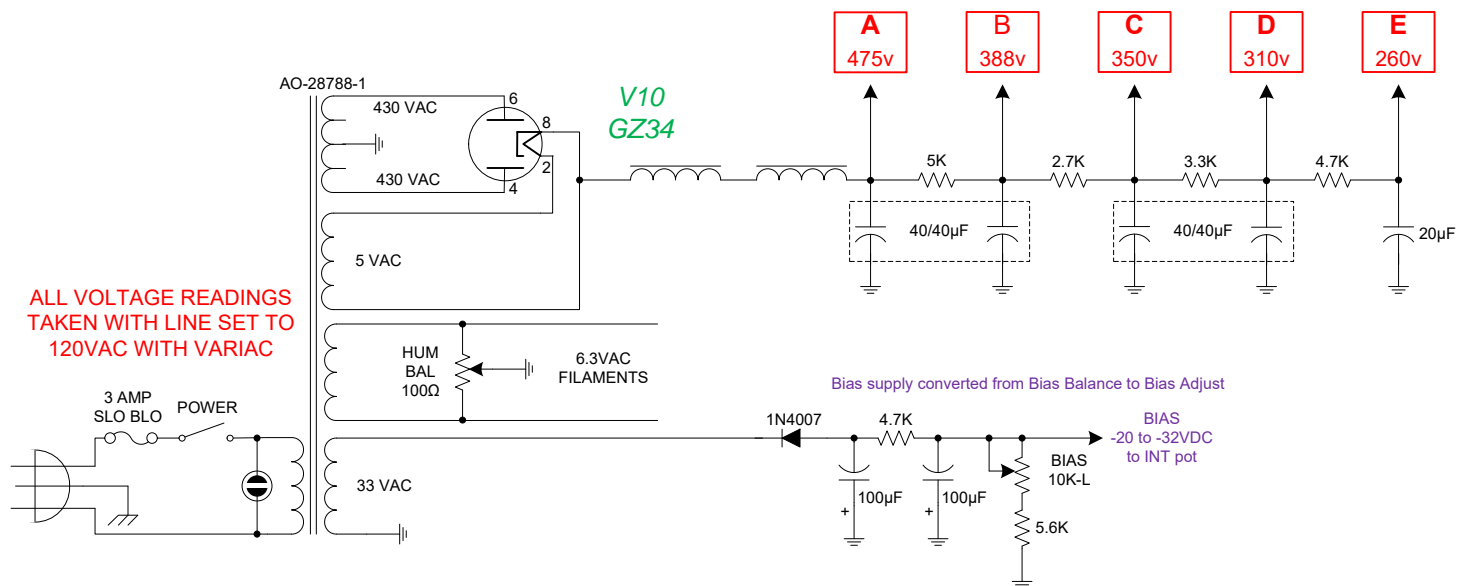 A
475v
B
388v
C
350v
D
310v
E
260v
AO-28788-1
430 VAC
430 VAC
6
8
2
4
V10
GZ34
5K
2.7K
3.3K
4.7K
40/40µF
40/40µF
20µF
5 VAC
ALL VOLTAGE READINGS
TAKEN WITH LINE SET TO
120VAC WITH VARIAC
HUM
BAL
100Ω
6.3VAC
FILAMENTS
3 AMP
SLO BLO
POWER
33 VAC
Bias supply converted from Bias Balance to Bias Adjust
1N4007
4.7K
100µF
+
100µF
+
BIAS
10K-L
5.6K
BIAS
-20 to -32VDC
to INT pot